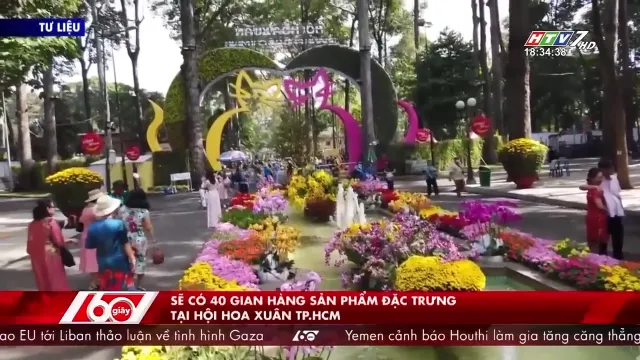 TƯ LIỆU
HTV7 HD
18:34:38
SẼ CÓ 40 GIAN HÀNG SẢN PHẨM ĐẶC TRƯNG
TẠI HỘI HOA XUÂN TP.HCM
60 giây
ao EU tới Liban thảo luận về tình hình Gaza 60 Yemen cảnh báo Houthi làm gia tăng căng thẳng